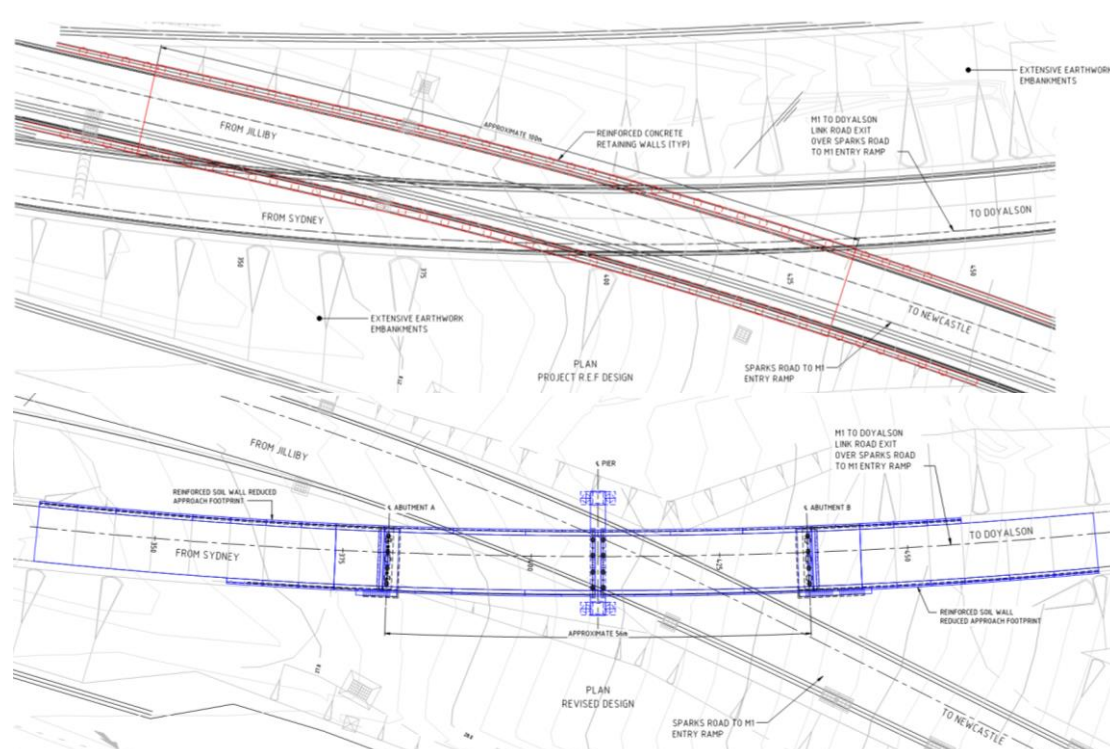 EXTENSIVE EARTHWORK
EMBANKMENTS
M1 TO DOYALSON
LINK ROAD EXIT
OVER SPARKS ROAD
TO M1 ENTRY RAMP
APPROXIMATE 100m
REINFORCED CONCRETE
RETAINING WALLS (TYP)
FROM JILLIBY
FROM SYDNEY
TO DOYALSON
350
375
400
425
450
EXTENSIVE EARTHWORK
EMBANKMENTS
TO NEWCASTLE
PLAN
PROJECT R.E.F DESIGN
SPARKS ROAD TO M1
ENTRY RAMP
M1 TO DOYALSON
LINK ROAD EXIT
OVER SPARKS ROAD
TO M1 ENTRY RAMP
FROM JILLIBY
℄ PIER
REINFORCED SOIL WALL REDUCED
APPROACH FOOTPRINT
℄ ABUTMENT A
℄ ABUTMENT B
TO DOYALSON
350
FROM SYDNEY
375
400
425
450
REINFORCED SOIL WALL
REDUCED APPROACH FOOTPRINT
APPROXIMATE 56m
PLAN
REVISED DESIGN
SPARKS ROAD TO M1
ENTRY RAMP
TO NEWCASTLE